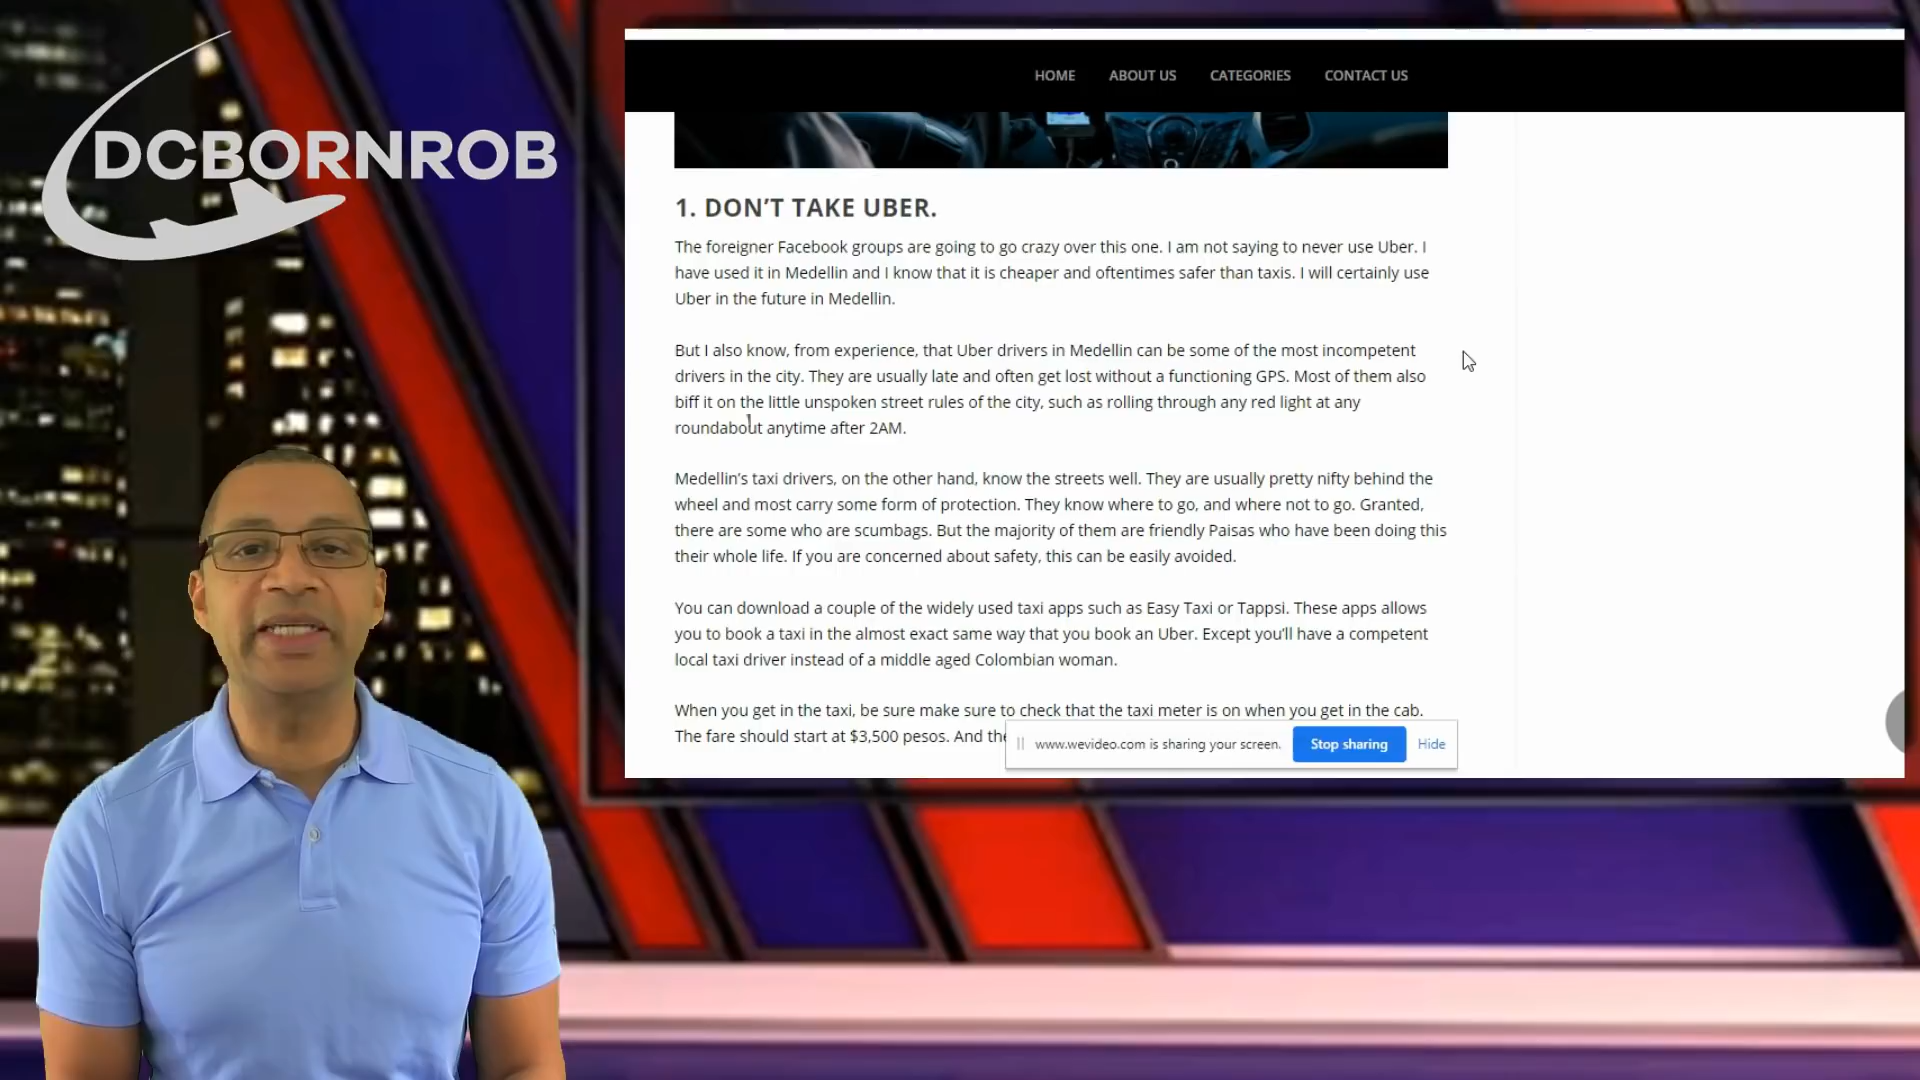 DCBORNROB
HOME ABOUT US CATEGORIES CONTACT US
1. DON’T TAKE UBER.
The foreigner Facebook groups are going to go crazy over this one. I am not saying to never use Uber. I
have used it in Medellin and I know that it is cheaper and oftentimes safer than taxis. I will certainly use
Uber in the future in Medellin.
But I also know, from experience, that Uber drivers in Medellin can be some of the most incompetent
drivers in the city. They are usually late and often get lost without a functioning GPS. Most of them also
biff it on the little unspoken street rules of the city, such as rolling through any red light at any
roundabout anytime after 2AM.
Medellin’s taxi drivers, on the other hand, know the streets well. They are usually pretty nifty behind the
wheel and most carry some form of protection. They know where to go, and where not to go. Granted,
there are some who are scumbags. But the majority of them are friendly Paisas who have been doing this
their whole life. If you are concerned about safety, this can be easily avoided.
You can download a couple of the widely used taxi apps such as Easy Taxi or Tappsi. These apps allows
you to book a taxi in the almost exact same way that you book an Uber. Except you’ll have a competent
local taxi driver instead of a middle aged Colombian woman.
When you get in the taxi, be sure make sure to check that the taxi meter is on when you get in the cab.
The fare should start at $3,500 pesos. And
www.wevideo.com is sharing your screen. Stop sharing Hide